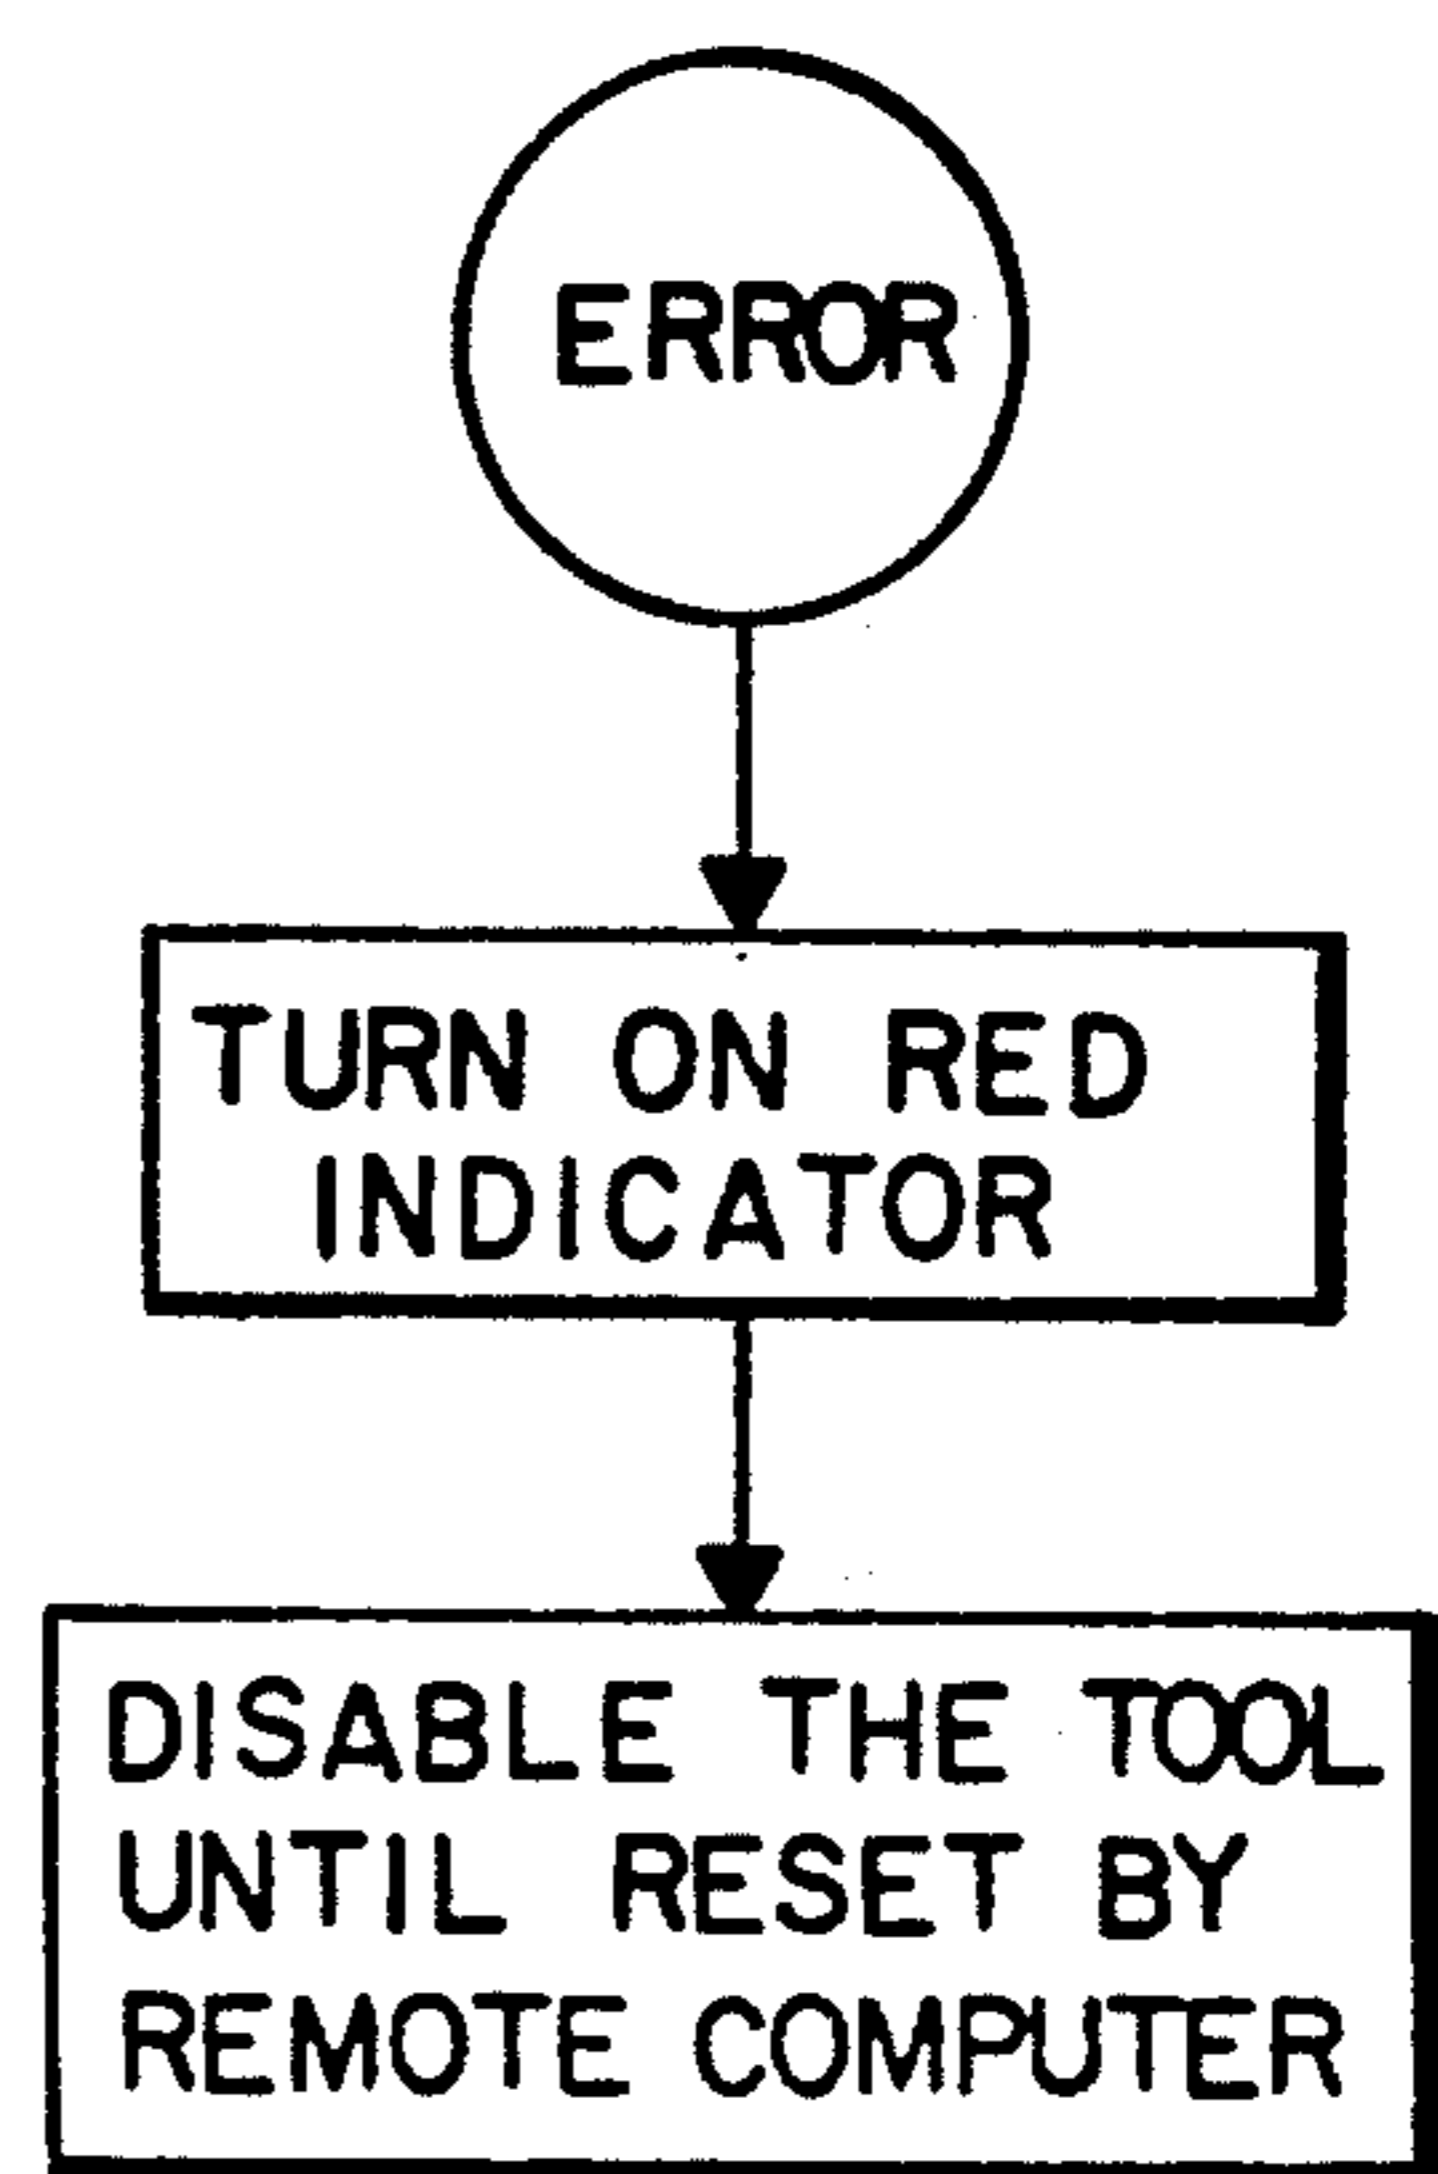 ERROR
TURN ON RED
INDICATOR
DISABLE THE TOOL
UNTIL RESET BY
REMOTE COMPUTER